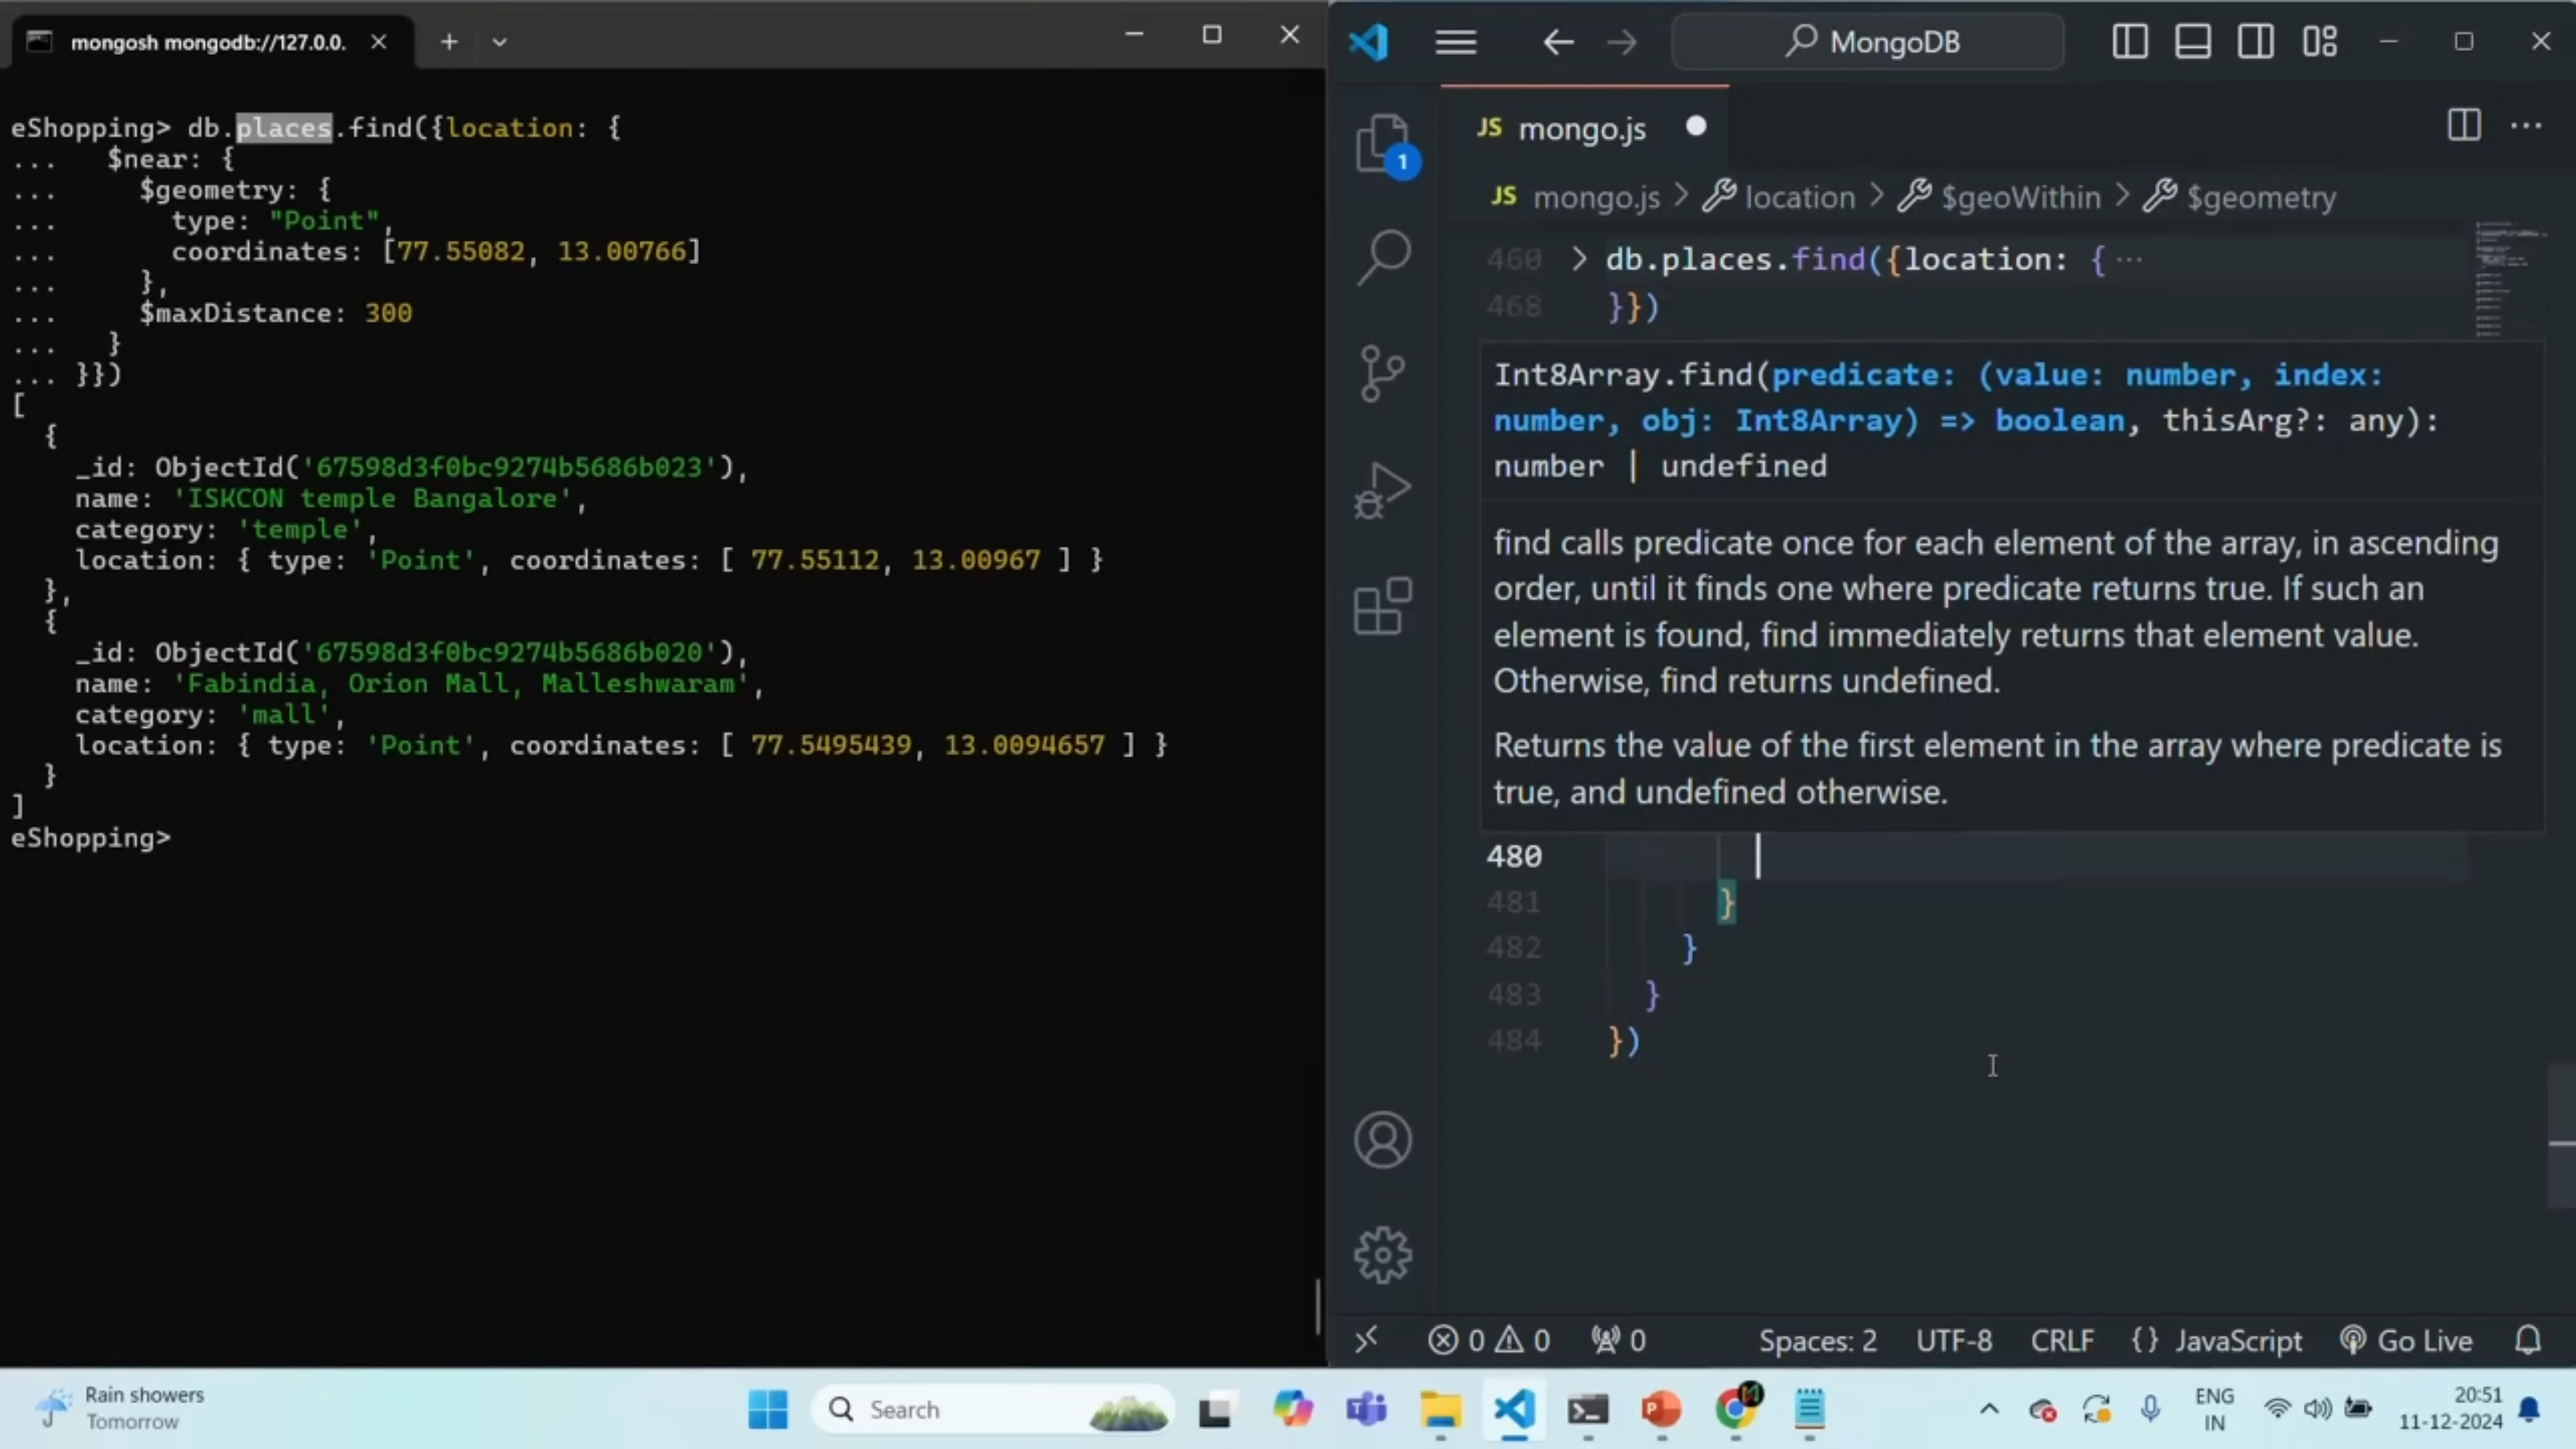 mongosh mongodb://127.0.0.
eShopping> db.places.find({location: {
...    $near: {
...      $geometry: {
...        type: "Point",
...        coordinates: [77.55082, 13.00766]
...      },
...      $maxDistance: 300
...    }
... }})
[
  {
    _id: ObjectId('67598d3f0bc9274b5686b023'),
    name: 'ISKCON temple Bangalore',
    category: 'temple',
    location: { type: 'Point', coordinates: [ 77.55112, 13.00967 ] }
  },
  {
    _id: ObjectId('67598d3f0bc9274b5686b020'),
    name: 'Fabindia, Orion Mall, Malleshwaram',
    category: 'mall',
    location: { type: 'Point', coordinates: [ 77.5495439, 13.0094657 ] }
  }
]
eShopping>
MongoDB
JS mongo.js
1
JS mongo.js > location > $geoWithin > $geometry
460 > db.places.find({location: { ...
468 }})
Int8Array.find(predicate: (value: number, index:
number, obj: Int8Array) => boolean, thisArg?: any):
number | undefined
find calls predicate once for each element of the array, in ascending
order, until it finds one where predicate returns true. If such an
element is found, find immediately returns that element value.
Otherwise, find returns undefined.
Returns the value of the first element in the array where predicate is
true, and undefined otherwise.
480
481 }
482 }
483 }
484 })
0 0 0 Spaces: 2 UTF-8 CRLF {} JavaScript Go Live
Rain showers
Tomorrow
Search
ENG
IN
20:51
11-12-2024